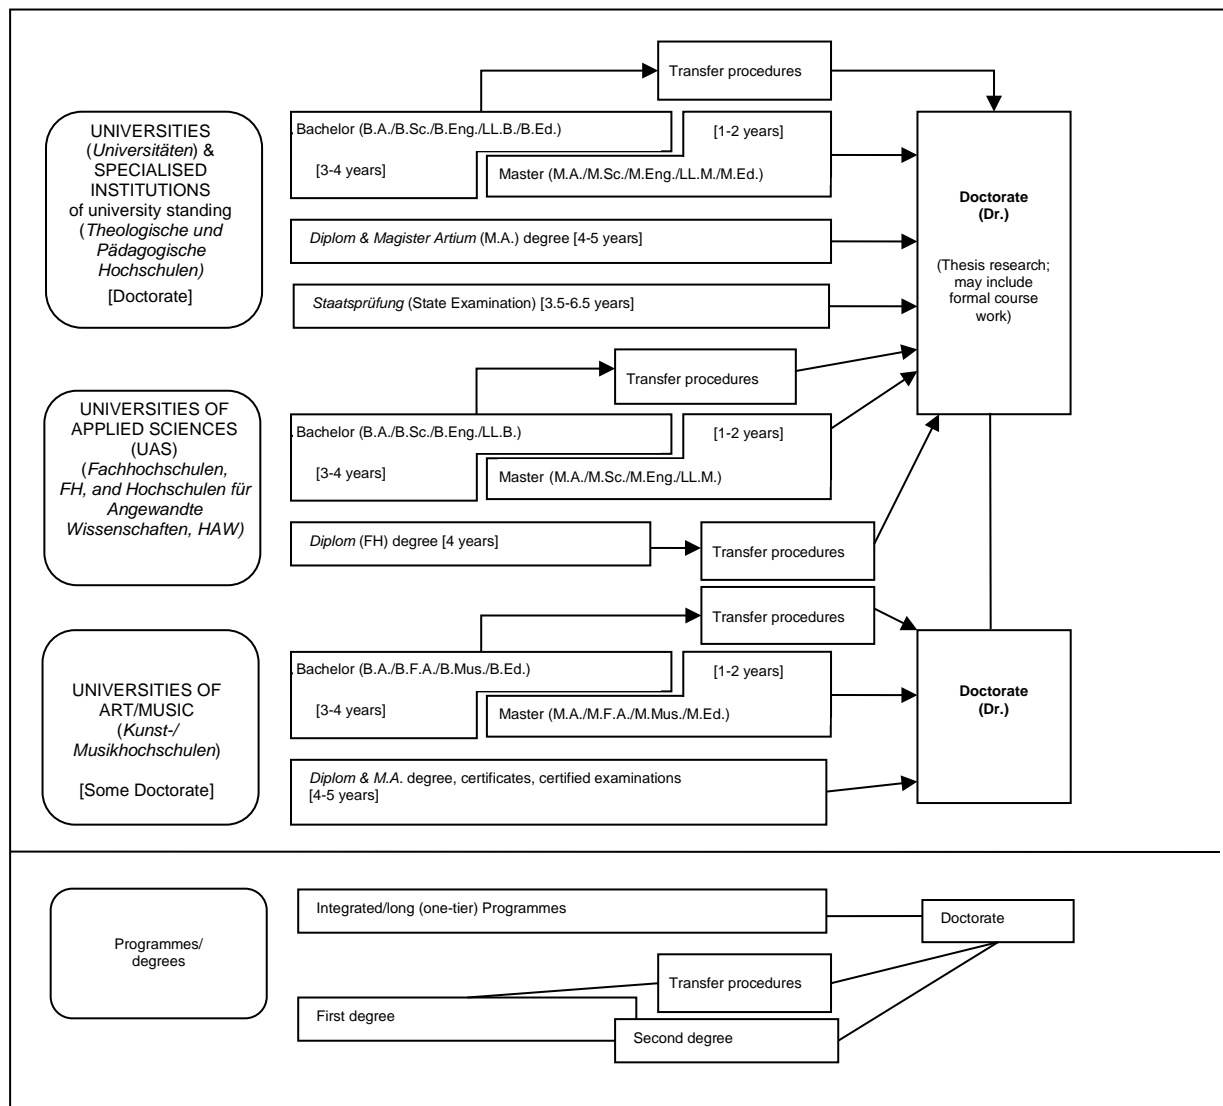 Transfer procedures
UNIVERSITIES
(Universitäten) &
SPECIALISED
INSTITUTIONS
of university standing
(Theologische und
Pädagogische
Hochschulen)
[Doctorate]
. Bachelor (B.A./B.Sc./B.Eng./LL.B./B.Ed.)
[3-4 years]
[1-2 years]
Master (M.A./M.Sc./M.Eng./LL.M./M.Ed.)
Diplom & Magister Artium (M.A.) degree [4-5 years]
Staatsprüfung (State Examination) [3.5-6.5 years]
Doctorate
(Dr.)
(Thesis research;
may include
formal course
work)
Transfer procedures
UNIVERSITIES OF
APPLIED SCIENCES
(UAS)
(Fachhochschulen,
FH, and Hochschulen für
Angewandte
Wissenschaften, HAW)
. Bachelor (B.A./B.Sc./B.Eng./LL.B.)
[3-4 years]
[1-2 years]
Master (M.A./M.Sc./M.Eng./LL.M.)
Diplom (FH) degree [4 years]
Transfer procedures
Transfer procedures
UNIVERSITIES OF
ART/MUSIC
(Kunst-/
Musikhochschulen)
[Some Doctorate]
. Bachelor (B.A./B.F.A./B.Mus./B.Ed.)
[3-4 years]
[1-2 years]
Master (M.A./M.F.A./M.Mus./M.Ed.)
Diplom & M.A. degree, certificates, certified examinations
[4-5 years]
Doctorate
(Dr.)
Programmes/
degrees
Integrated/long (one-tier) Programmes
Doctorate
Transfer procedures
First degree
Second degree